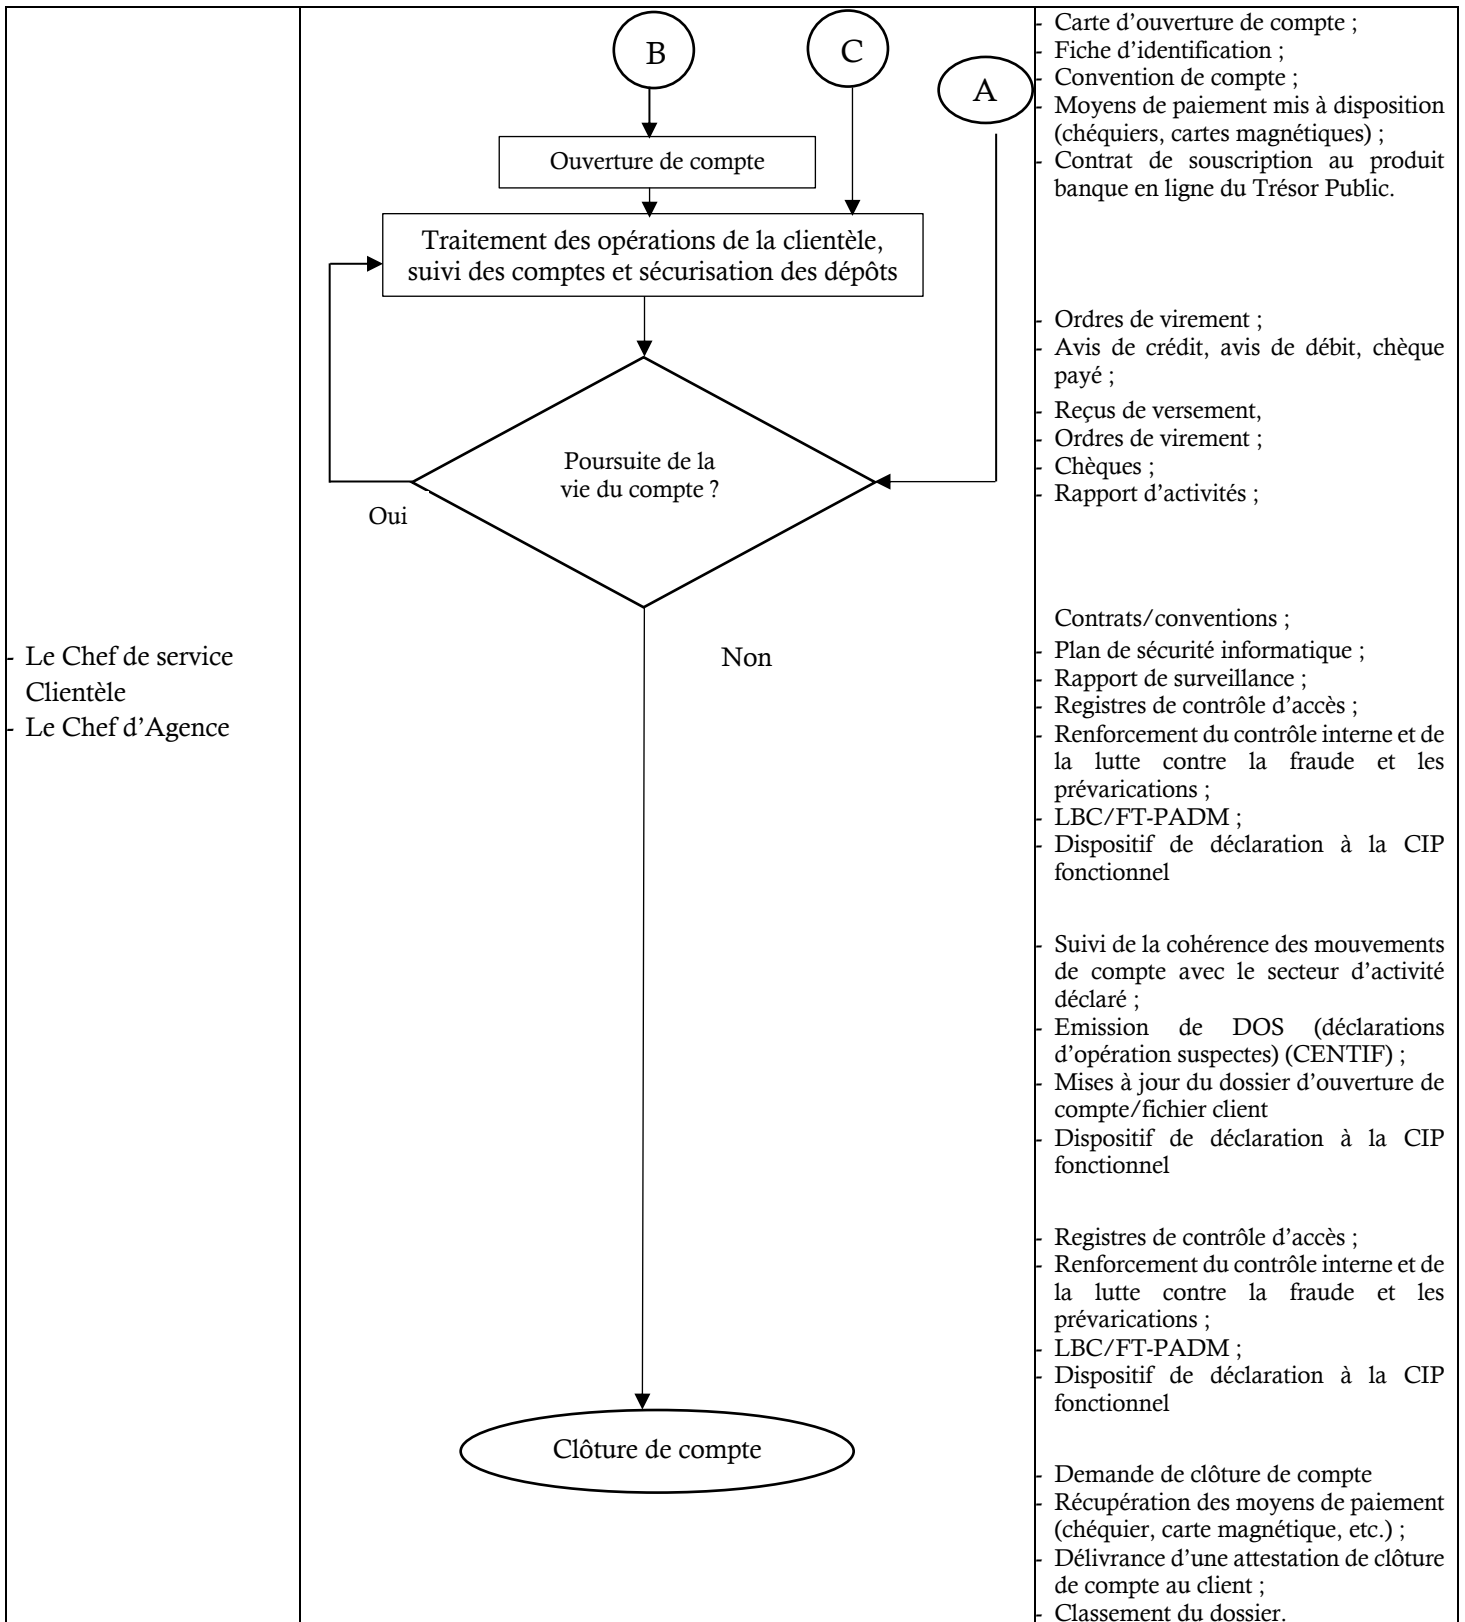 - Le Chef de service
Clientèle
- Le Chef d’Agence
B
C
A
Ouverture de compte
Traitement des opérations de la clientèle,
suivi des comptes et sécurisation des dépôts
Poursuite de la
vie du compte ?
Oui
Non
Clôture de compte
- Carte d’ouverture de compte ;
- Fiche d’identification ;
- Convention de compte ;
- Moyens de paiement mis à disposition
(chéquiers, cartes magnétiques) ;
- Contrat de souscription au produit
banque en ligne du Trésor Public.
- Ordres de virement ;
- Avis de crédit, avis de débit, chèque
payé ;
- Reçus de versement,
- Ordres de virement ;
- Chèques ;
- Rapport d’activités ;
Contrats/conventions ;
- Plan de sécurité informatique ;
- Rapport de surveillance ;
- Registres de contrôle d’accès ;
- Renforcement du contrôle interne et de
la lutte contre la fraude et les
prévarications ;
- LBC/FT-PADM ;
- Dispositif de déclaration à la CIP
fonctionnel
- Suivi de la cohérence des mouvements
de compte avec le secteur d’activité
déclaré ;
- Emission de DOS (déclarations
d’opération suspectes) (CENTIF) ;
- Mises à jour du dossier d’ouverture de
compte/fichier client
- Dispositif de déclaration à la CIP
fonctionnel
- Registres de contrôle d’accès ;
- Renforcement du contrôle interne et de
la lutte contre la fraude et les
prévarications ;
- LBC/FT-PADM ;
- Dispositif de déclaration à la CIP
fonctionnel
- Demande de clôture de compte
- Récupération des moyens de paiement
(chéquier, carte magnétique, etc.) ;
- Délivrance d’une attestation de clôture
de compte au client ;
- Classement du dossier.